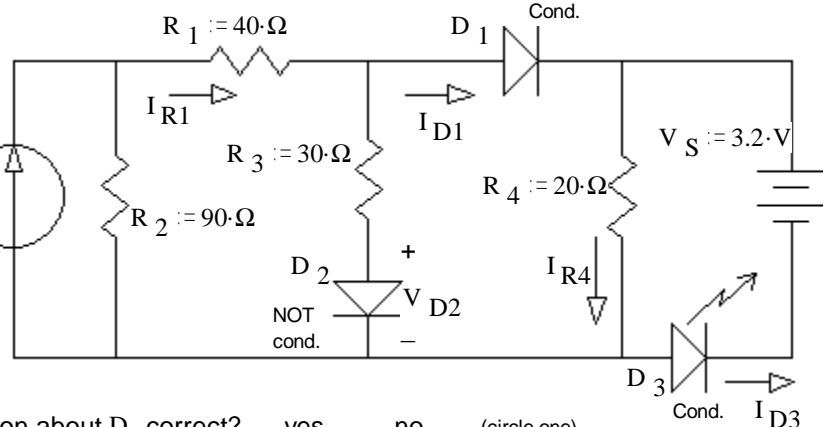 Cond.
R 1 := 40·Ω
D 1
I R1
I D1
V S := 3.2·V
R 3 := 30·Ω
R 4 := 20·Ω
R 2 := 90·Ω
+
D 2
V D2
I R4
NOT
cond.
–
D 3
Cond.
I D3
on about D correct? yes no (circle one)